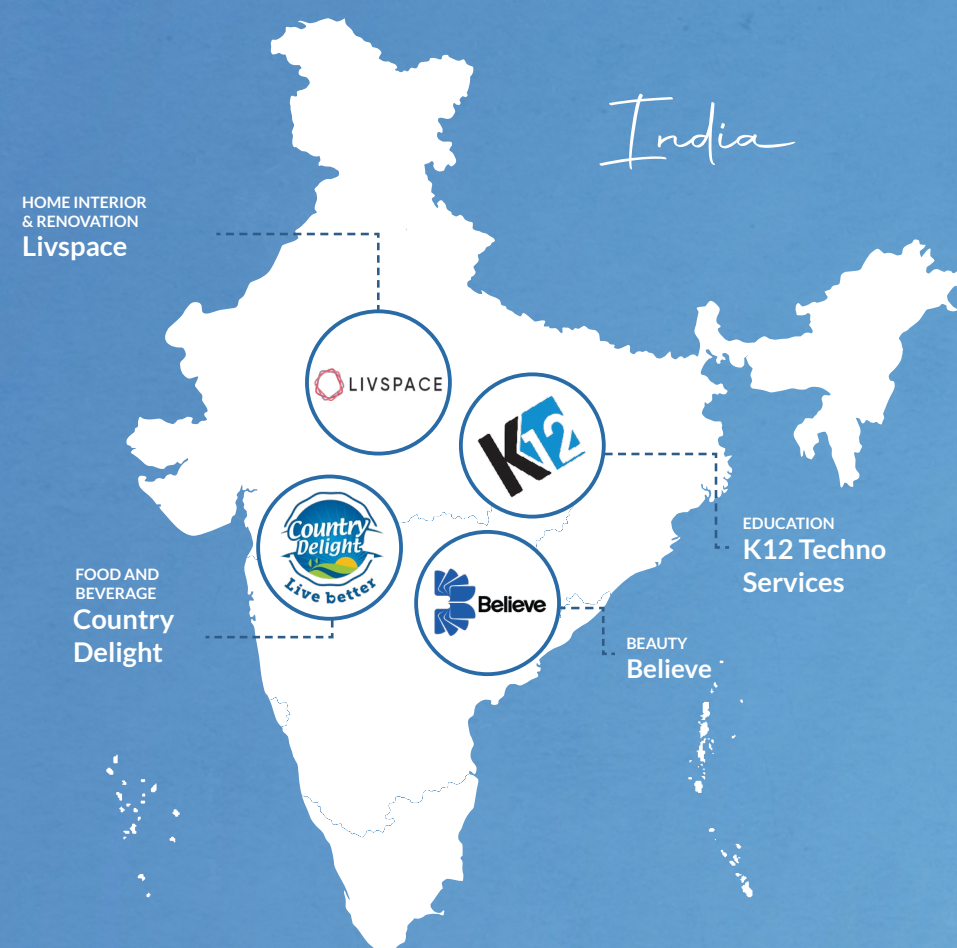 India
HOME INTERIOR
& RENOVATION
Livspace
LIVSPACE
K12
EDUCATION
K12 Techno
Services
Country
Delight
Live better
FOOD AND
BEVERAGE
Country
Delight
Believe
BEAUTY
Believe